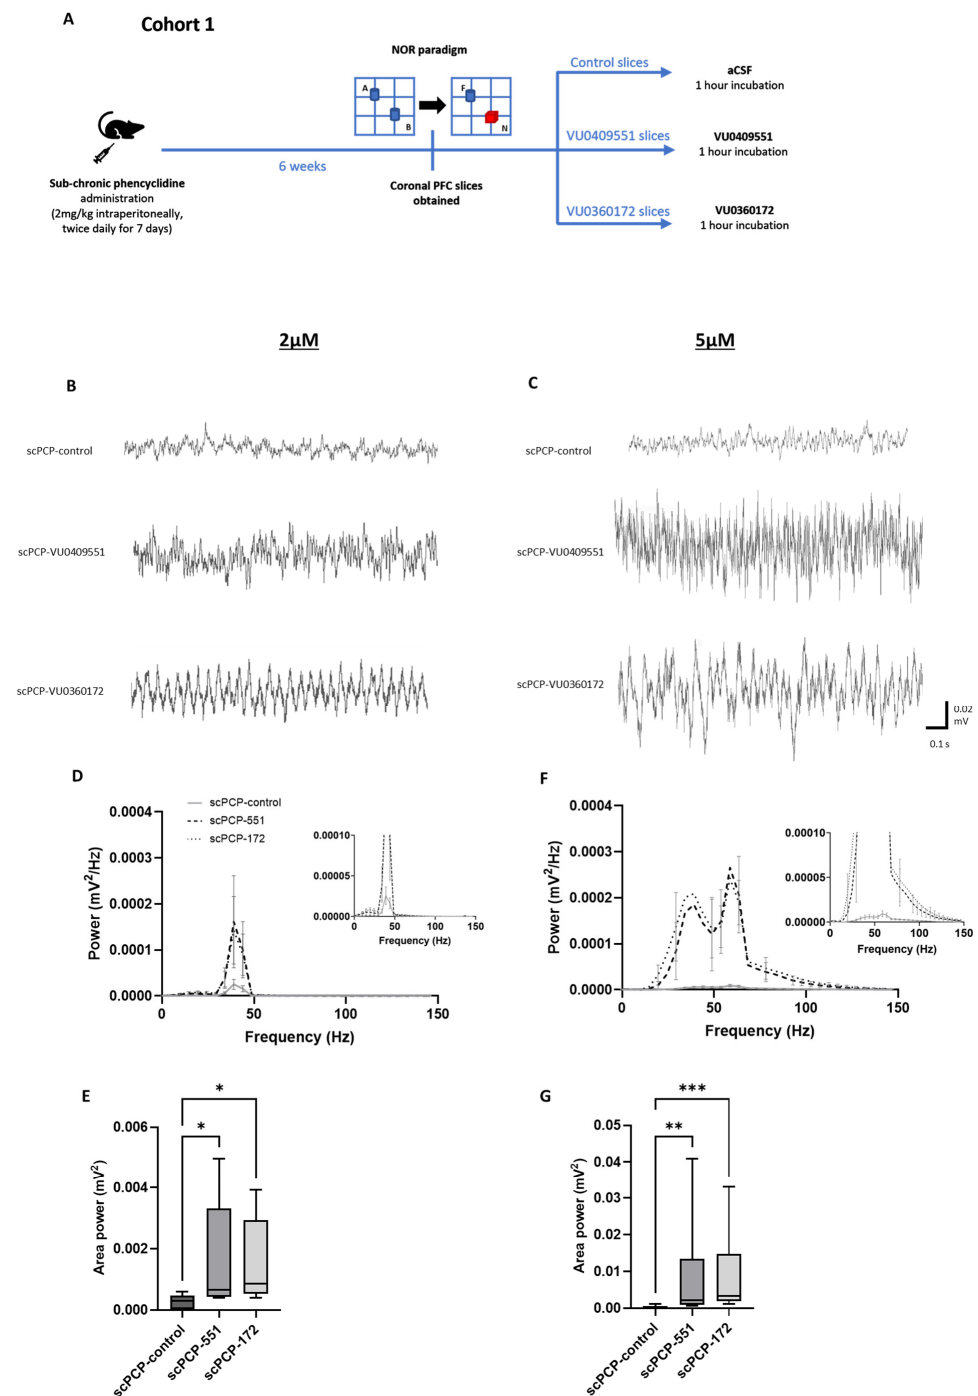 A
Cohort 1
NOR paradigm
A
B
F
N
Control slices
aCSF
1 hour incubation
VU0409551 slices
VU0409551
1 hour incubation
6 weeks
Sub-chronic phencyclidine
administration
(2mg/kg intraperitoneally,
twice daily for 7 days)
Coronal PFC slices
obtained
VU0360172 slices
VU0360172
1 hour incubation
2µM
5µM
B
C
scPCP-control
scPCP-control
scPCP-VU0409551
scPCP-VU0409551
scPCP-VU0360172
scPCP-VU0360172
0.02
mV
0.1 s
D
scPCP-control
scPCP-551
scPCP-172
Power (mV²/Hz)
0.0004
0.0003
0.0002
0.0001
0.0000
0
50
100
150
Frequency (Hz)
0.00010
0.00005
0.00000
0
50
100
150
Frequency (Hz)
F
Power (mV²/Hz)
0.0004
0.0003
0.0002
0.0001
0.0000
0
50
100
150
Frequency (Hz)
0.00010
0.00005
0.00000
0
50
100
150
Frequency (Hz)
E
Area power (mV²)
0.006
0.004
0.002
0.000
*
*
scPCP-control
scPCP-551
scPCP-172
G
Area power (mV²)
0.05
0.04
0.03
0.02
0.01
0.00
***
**
scPCP-control
scPCP-551
scPCP-172